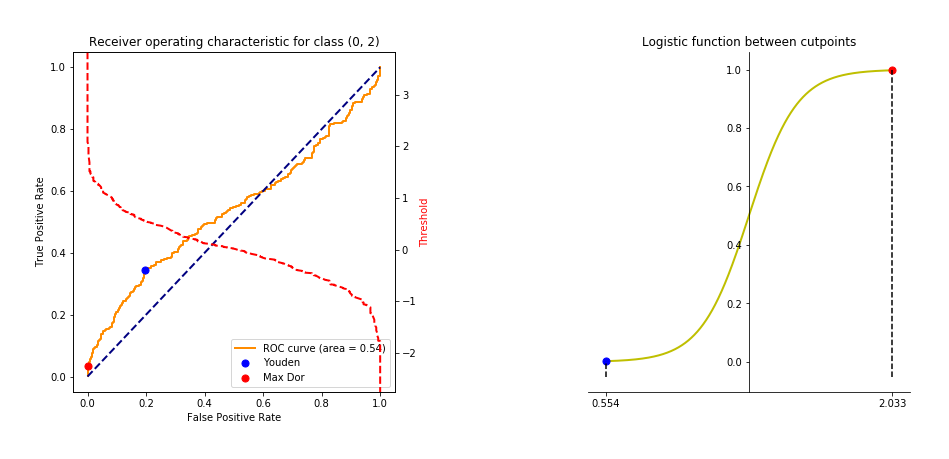 Receiver operating characteristic for class (0, 2)
1.0
0.8
0.6
0.4
0.2
0.0
True Positive Rate
0.0 0.2 0.4 0.6 0.8 1.0
False Positive Rate
3
2
1
0
−1
−2
Threshold
ROC curve (area = 0.54)
Youden
Max Dor
Logistic function between cutpoints
1.0
0.8
0.6
0.4
0.2
0.0
0.554 2.033